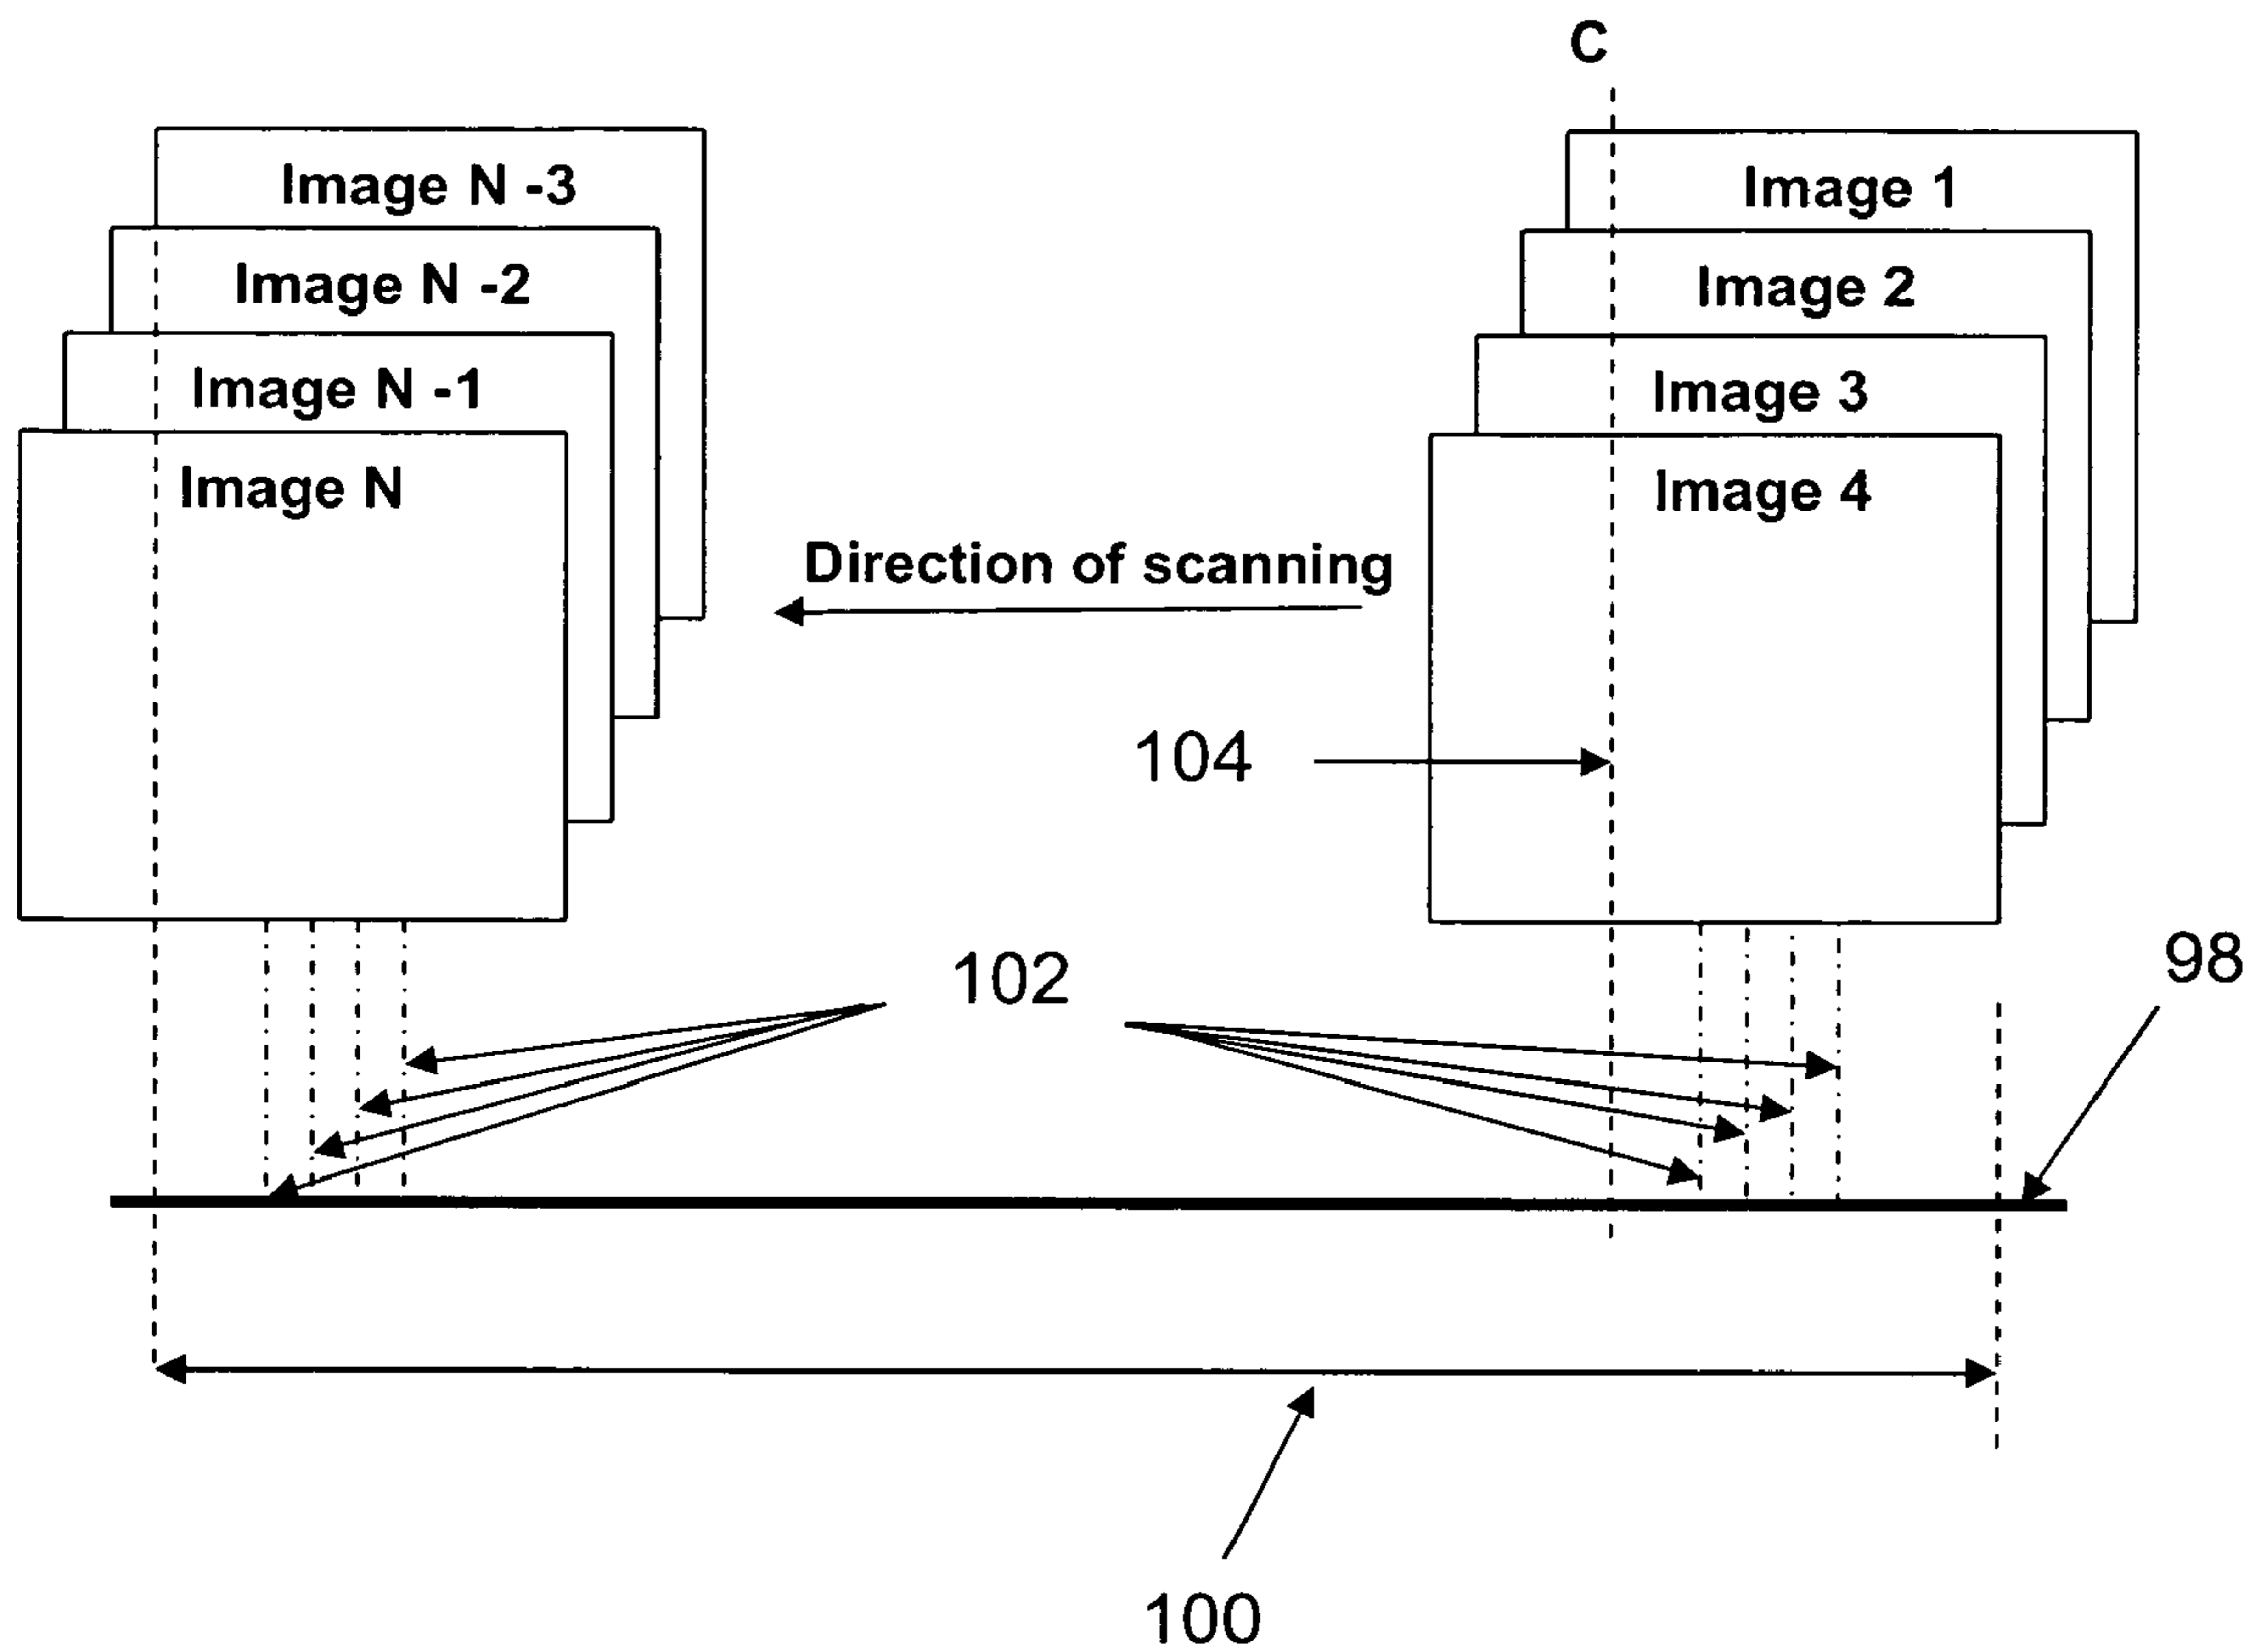 C
Image N -3
Image 1
Image N -2
Image 2
Image N -1
Image 3
Image N
Image 4
Direction of scanning
104
102
98
100